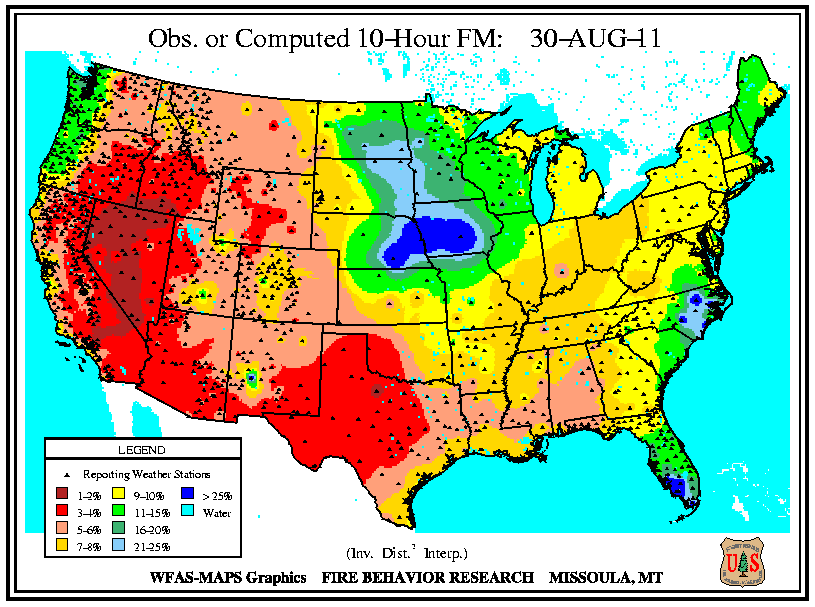 Obs. or Computed 10-Hour FM: 30-AUG-11
LEGEND
Reporting Weather Stations
1-2% 9-10% > 25%
3-4% 11-15% Water
5-6% 16-20%
7-8% 21-25%
(Inv. Dist.² Interp.)
WFAS-MAPS Graphics FIRE BEHAVIOR RESEARCH MISSOULA, MT
U S